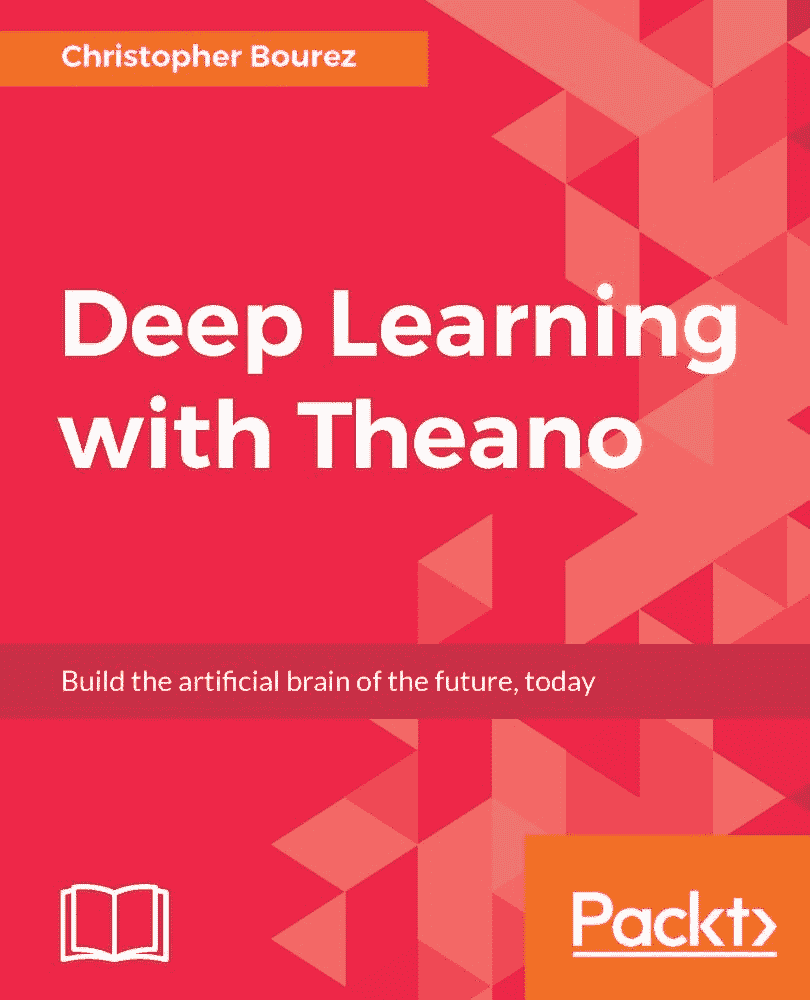 Christopher Bourez
Deep Learning
with Theano
Build the artificial brain of the future, today
Packt>